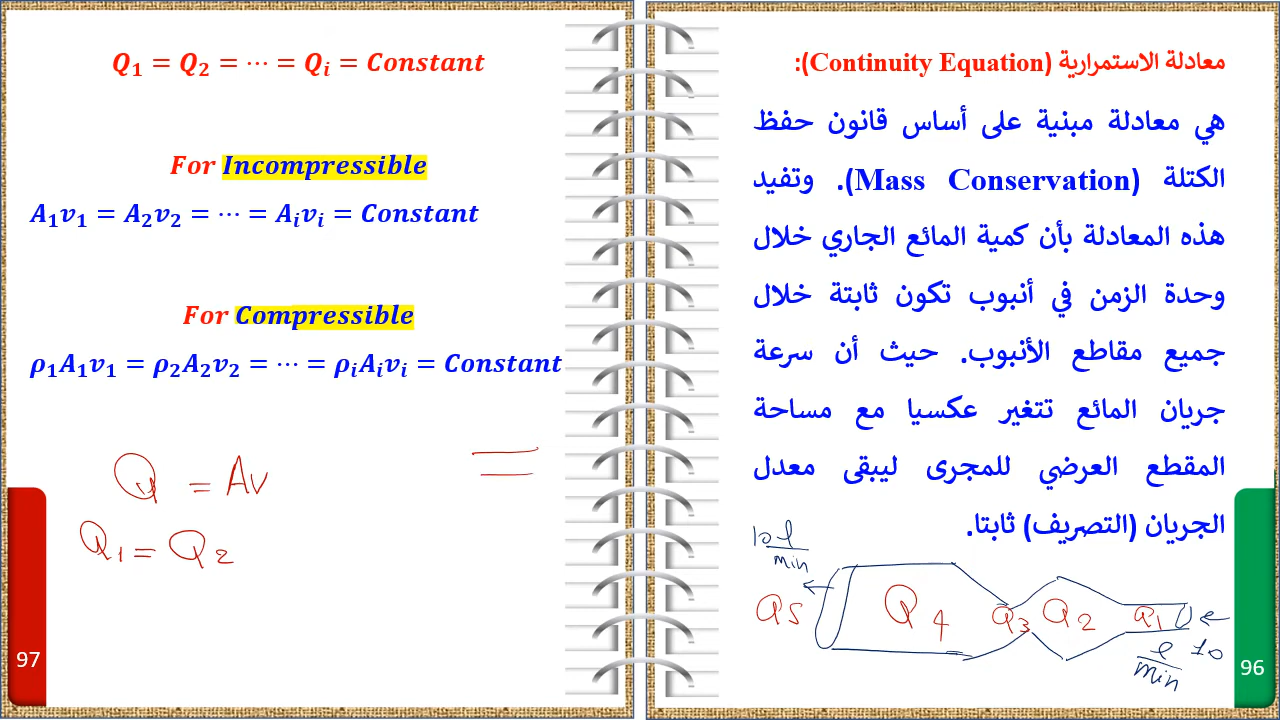 معادلة الاستمرارية (Continuity Equation):
هي معادلة مبنية على أساس قانون حفظ
الكتلة (Mass Conservation). وتفيد
هذه المعادلة بأن كمية المائع الجاري خلال
وحدة الزمن في أنبوب تكون ثابتة خلال
جميع مقاطع الأنبوب. حيث أن سرعة
جريان المائع تتغير عكسيا مع مساحة
المقطع العرضي للمجرى ليبقى معدل
الجريان (التصريف) ثابتا.
10 l/min
Q5 Q4 Q3 Q2 Q1
10 l/min
96
Q₁ = Q₂ = ⋯ = Qᵢ = Constant
For Incompressible
A₁v₁ = A₂v₂ = ⋯ = Aᵢvᵢ = Constant
For Compressible
ρ₁A₁v₁ = ρ₂A₂v₂ = ⋯ = ρᵢAᵢvᵢ = Constant
Q = Av
Q₁ = Q₂
97